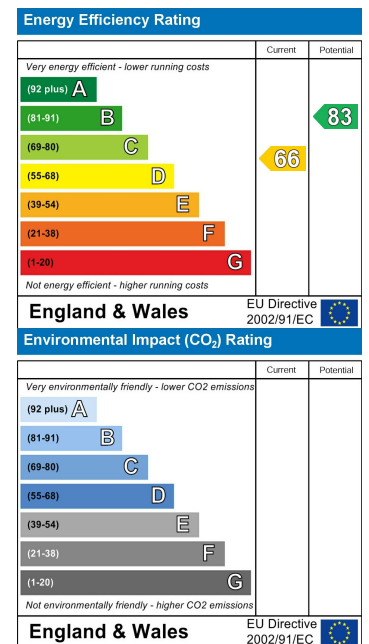 Energy Efficiency Rating
Current Potential
Very energy efficient - lower running costs
(92 plus) A
(81-91) B
83
(69-80) C
66
(55-68) D
(39-54) E
(21-38) F
(1-20) G
Not energy efficient - higher running costs
England & Wales
EU Directive
2002/91/EC
Environmental Impact (CO₂) Rating
Current Potential
Very environmentally friendly - lower CO2 emissions
(92 plus) A
(81-91) B
(69-80) C
(55-68) D
(39-54) E
(21-38) F
(1-20) G
Not environmentally friendly - higher CO2 emissions
England & Wales
EU Directive
2002/91/EC